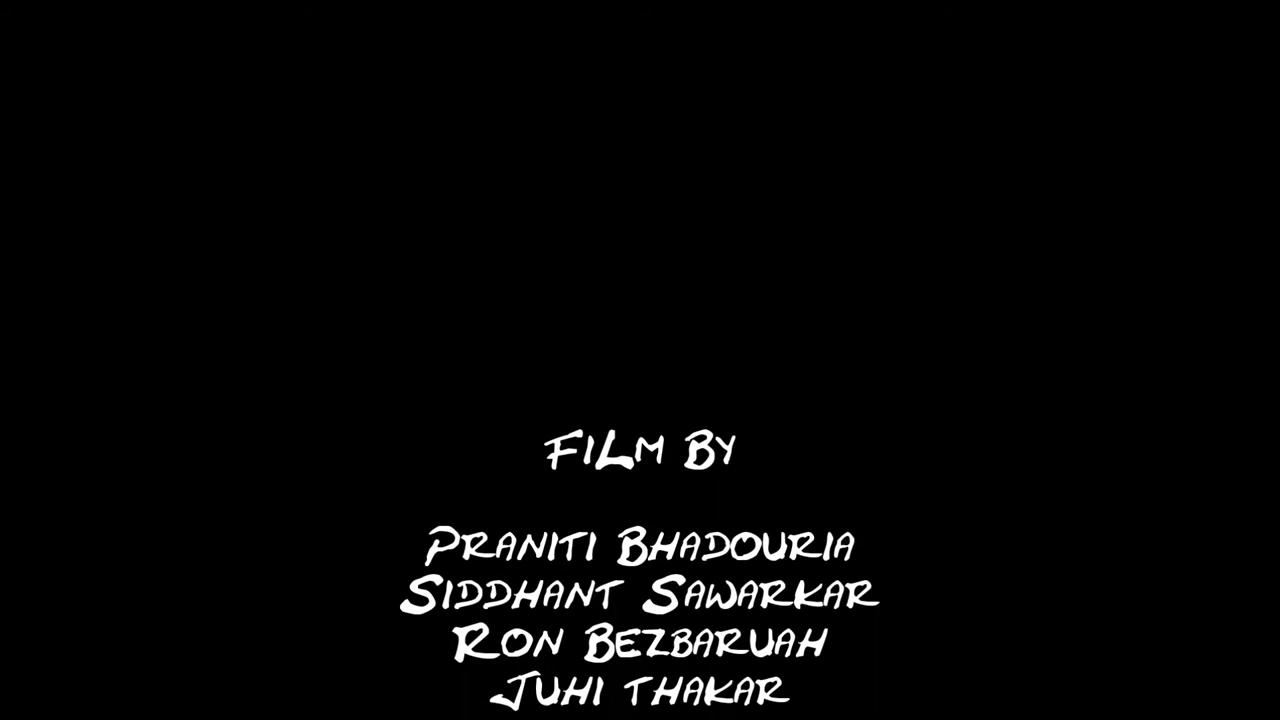 FILM BY
PRANITI BHADOURIA
SIDDHANT SAWARKAR
RON BEZBARUAH
JUHI THAKAR